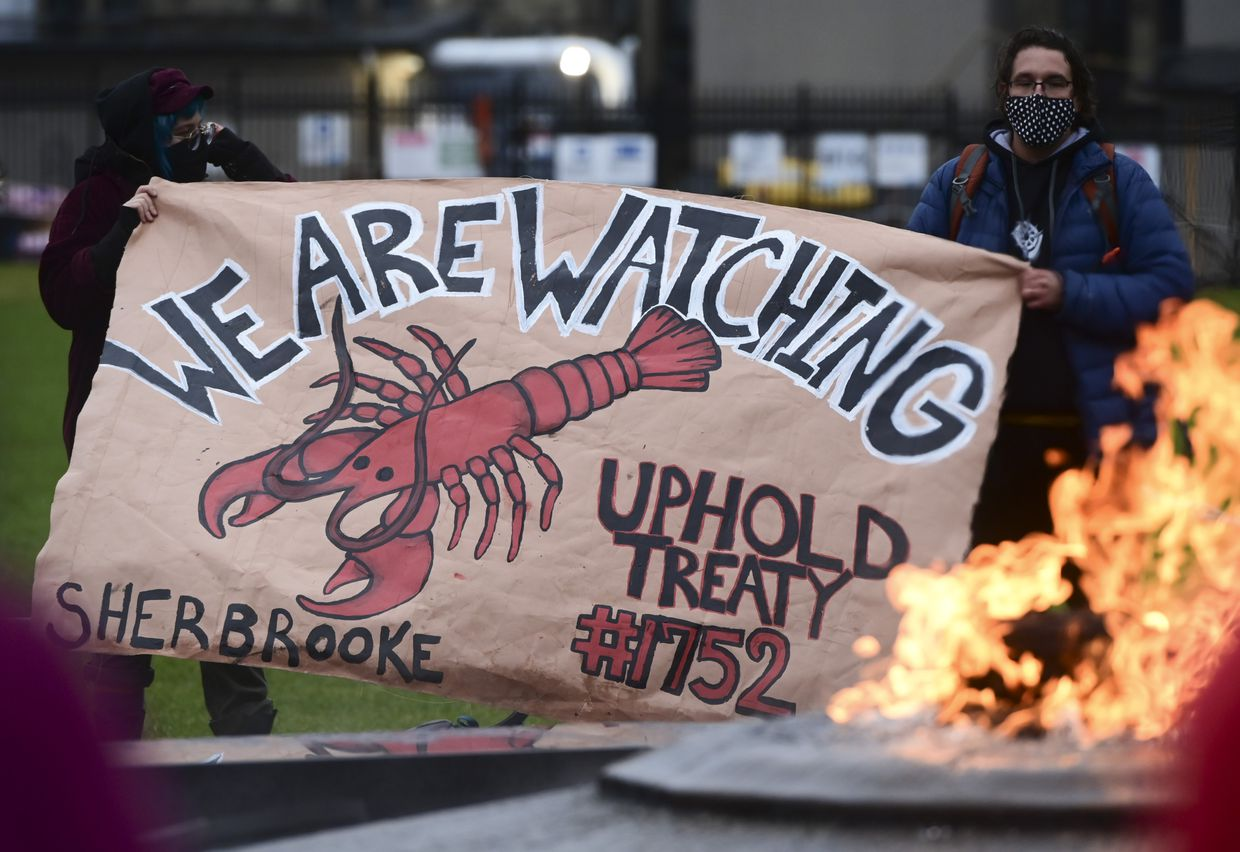 WE ARE WATCHING
UPHOLD
TREATY
#1752
SHERBROOKE